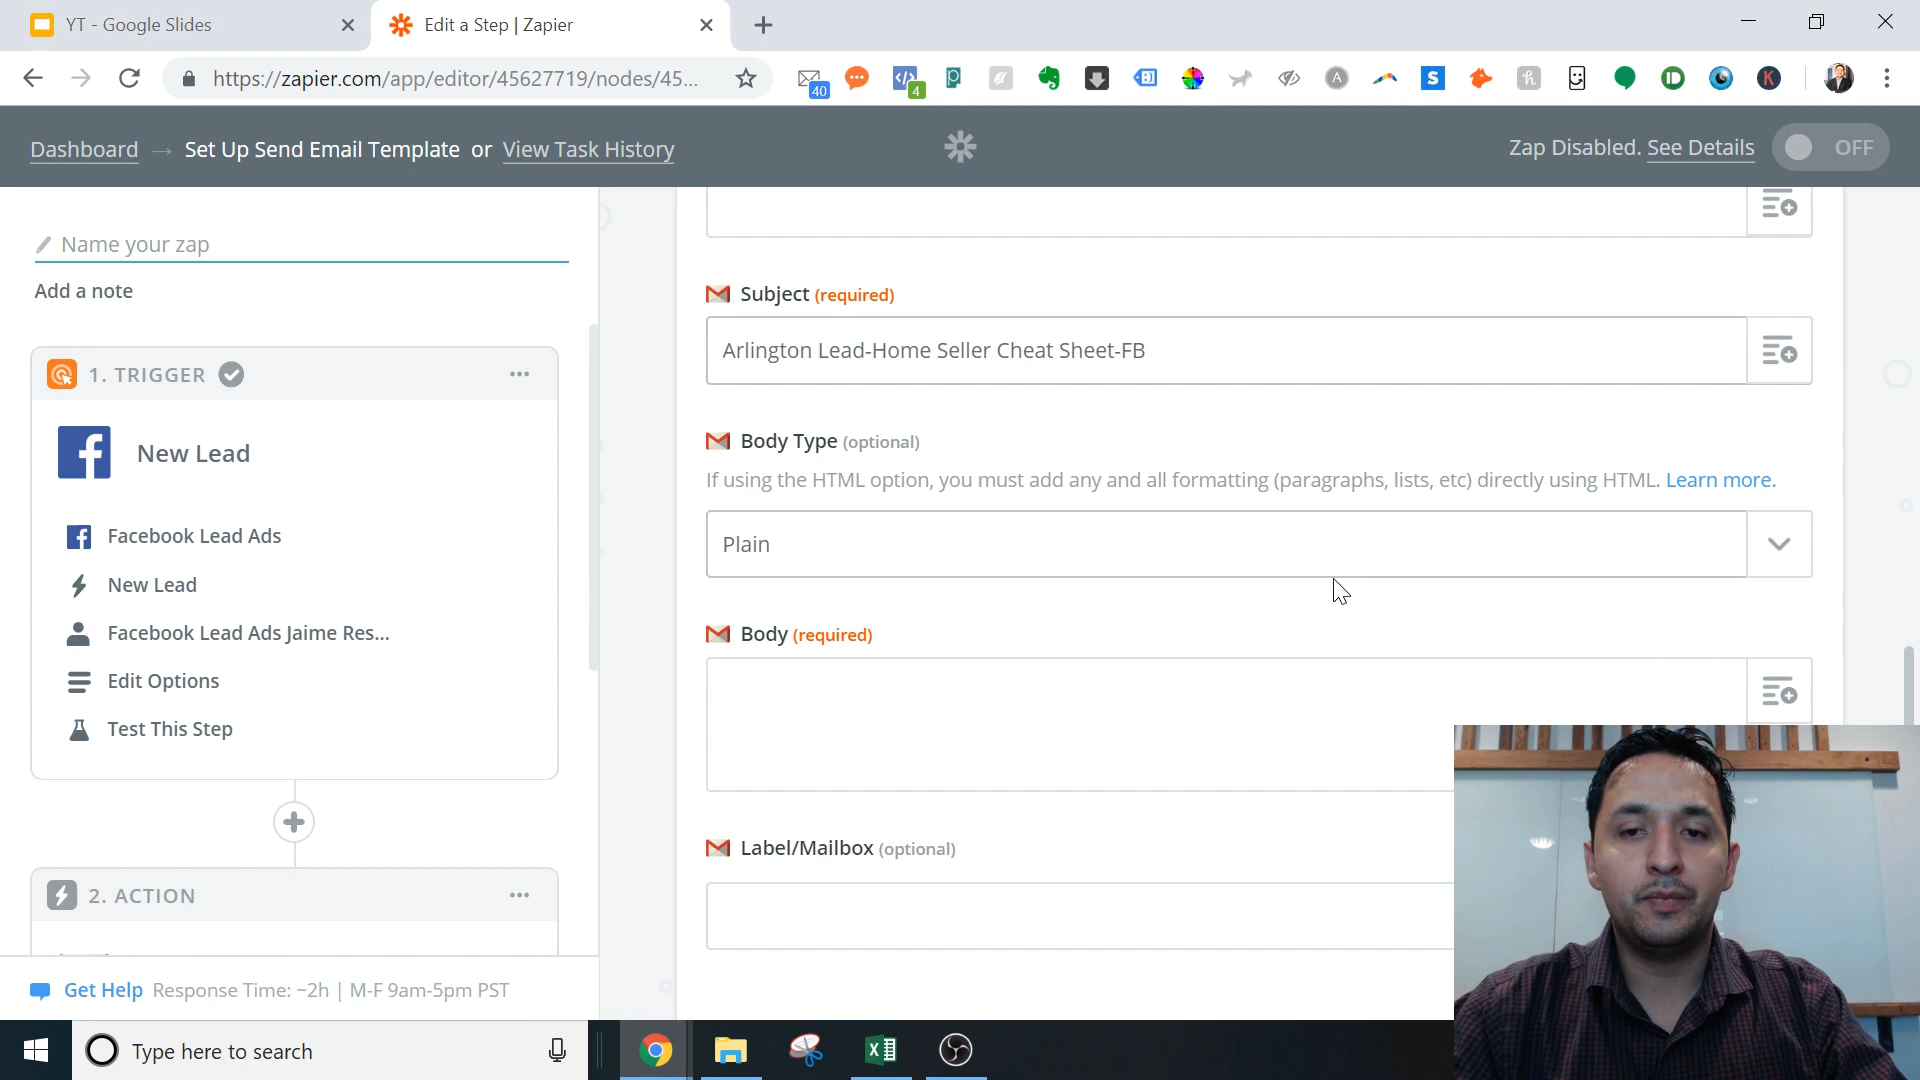 YT - Google Slides
Edit a Step | Zapier
https://zapier.com/app/editor/45627719/nodes/45...
40
4
Dashboard → Set Up Send Email Template or View Task History
Zap Disabled. See Details
OFF
Name your zap
Add a note
1. TRIGGER
New Lead
Facebook Lead Ads
New Lead
Facebook Lead Ads Jaime Res...
Edit Options
Test This Step
2. ACTION
Get Help Response Time: ~2h | M-F 9am-5pm PST
Subject (required)
Arlington Lead-Home Seller Cheat Sheet-FB
Body Type (optional)
If using the HTML option, you must add any and all formatting (paragraphs, lists, etc) directly using HTML. Learn more.
Plain
Body (required)
Label/Mailbox (optional)
Type here to search